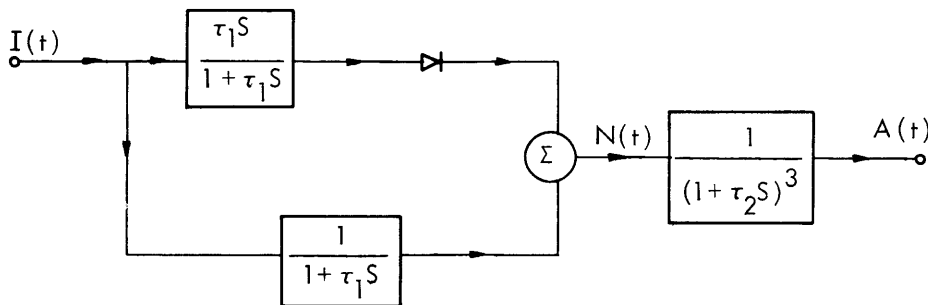 I(t)
τ₁S
1 + τ₁S
Σ
N(t)
1
(1 + τ₂S)³
A(t)
1
1 + τ₁S